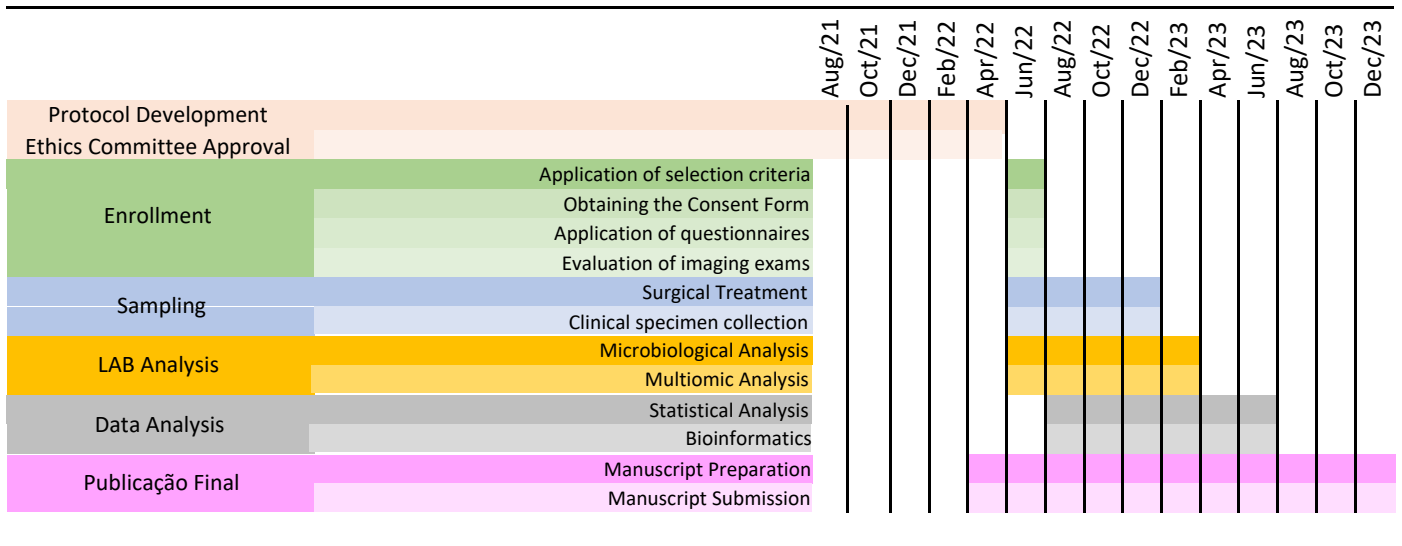 Aug/21 Oct/21 Dec/21 Feb/22 Apr/22 Jun/22 Aug/22 Oct/22 Dec/22 Feb/23 Apr/23 Jun/23 Aug/23 Oct/23 Dec/23
Protocol Development
Ethics Committee Approval
Enrollment
Application of selection criteria
Obtaining the Consent Form
Application of questionnaires
Evaluation of imaging exams
Sampling
Surgical Treatment
Clinical specimen collection
LAB Analysis
Microbiological Analysis
Multiomic Analysis
Data Analysis
Statistical Analysis
Bioinformatics
Publicação Final
Manuscript Preparation
Manuscript Submission